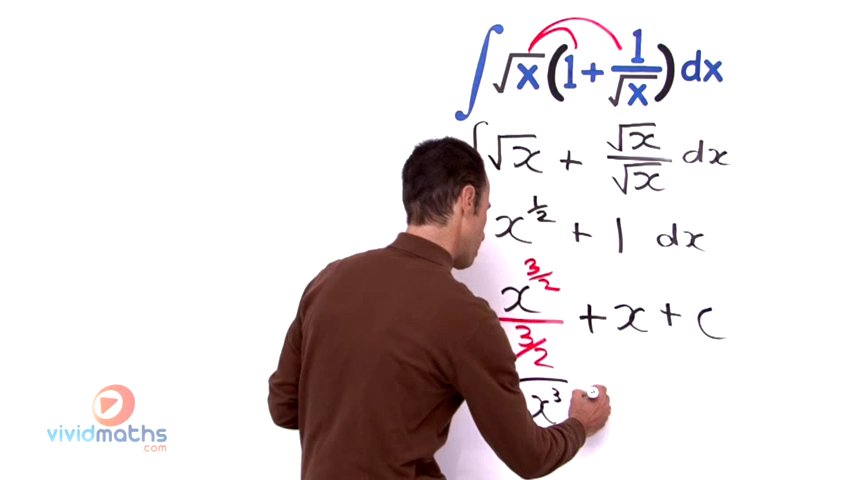 ∫ √x (1 + 1/√x) dx
∫ √x + √x/√x dx
x^(1/2) + 1 dx
x^(3/2) / (3/2) + x + c
√x³
vividmaths
.com